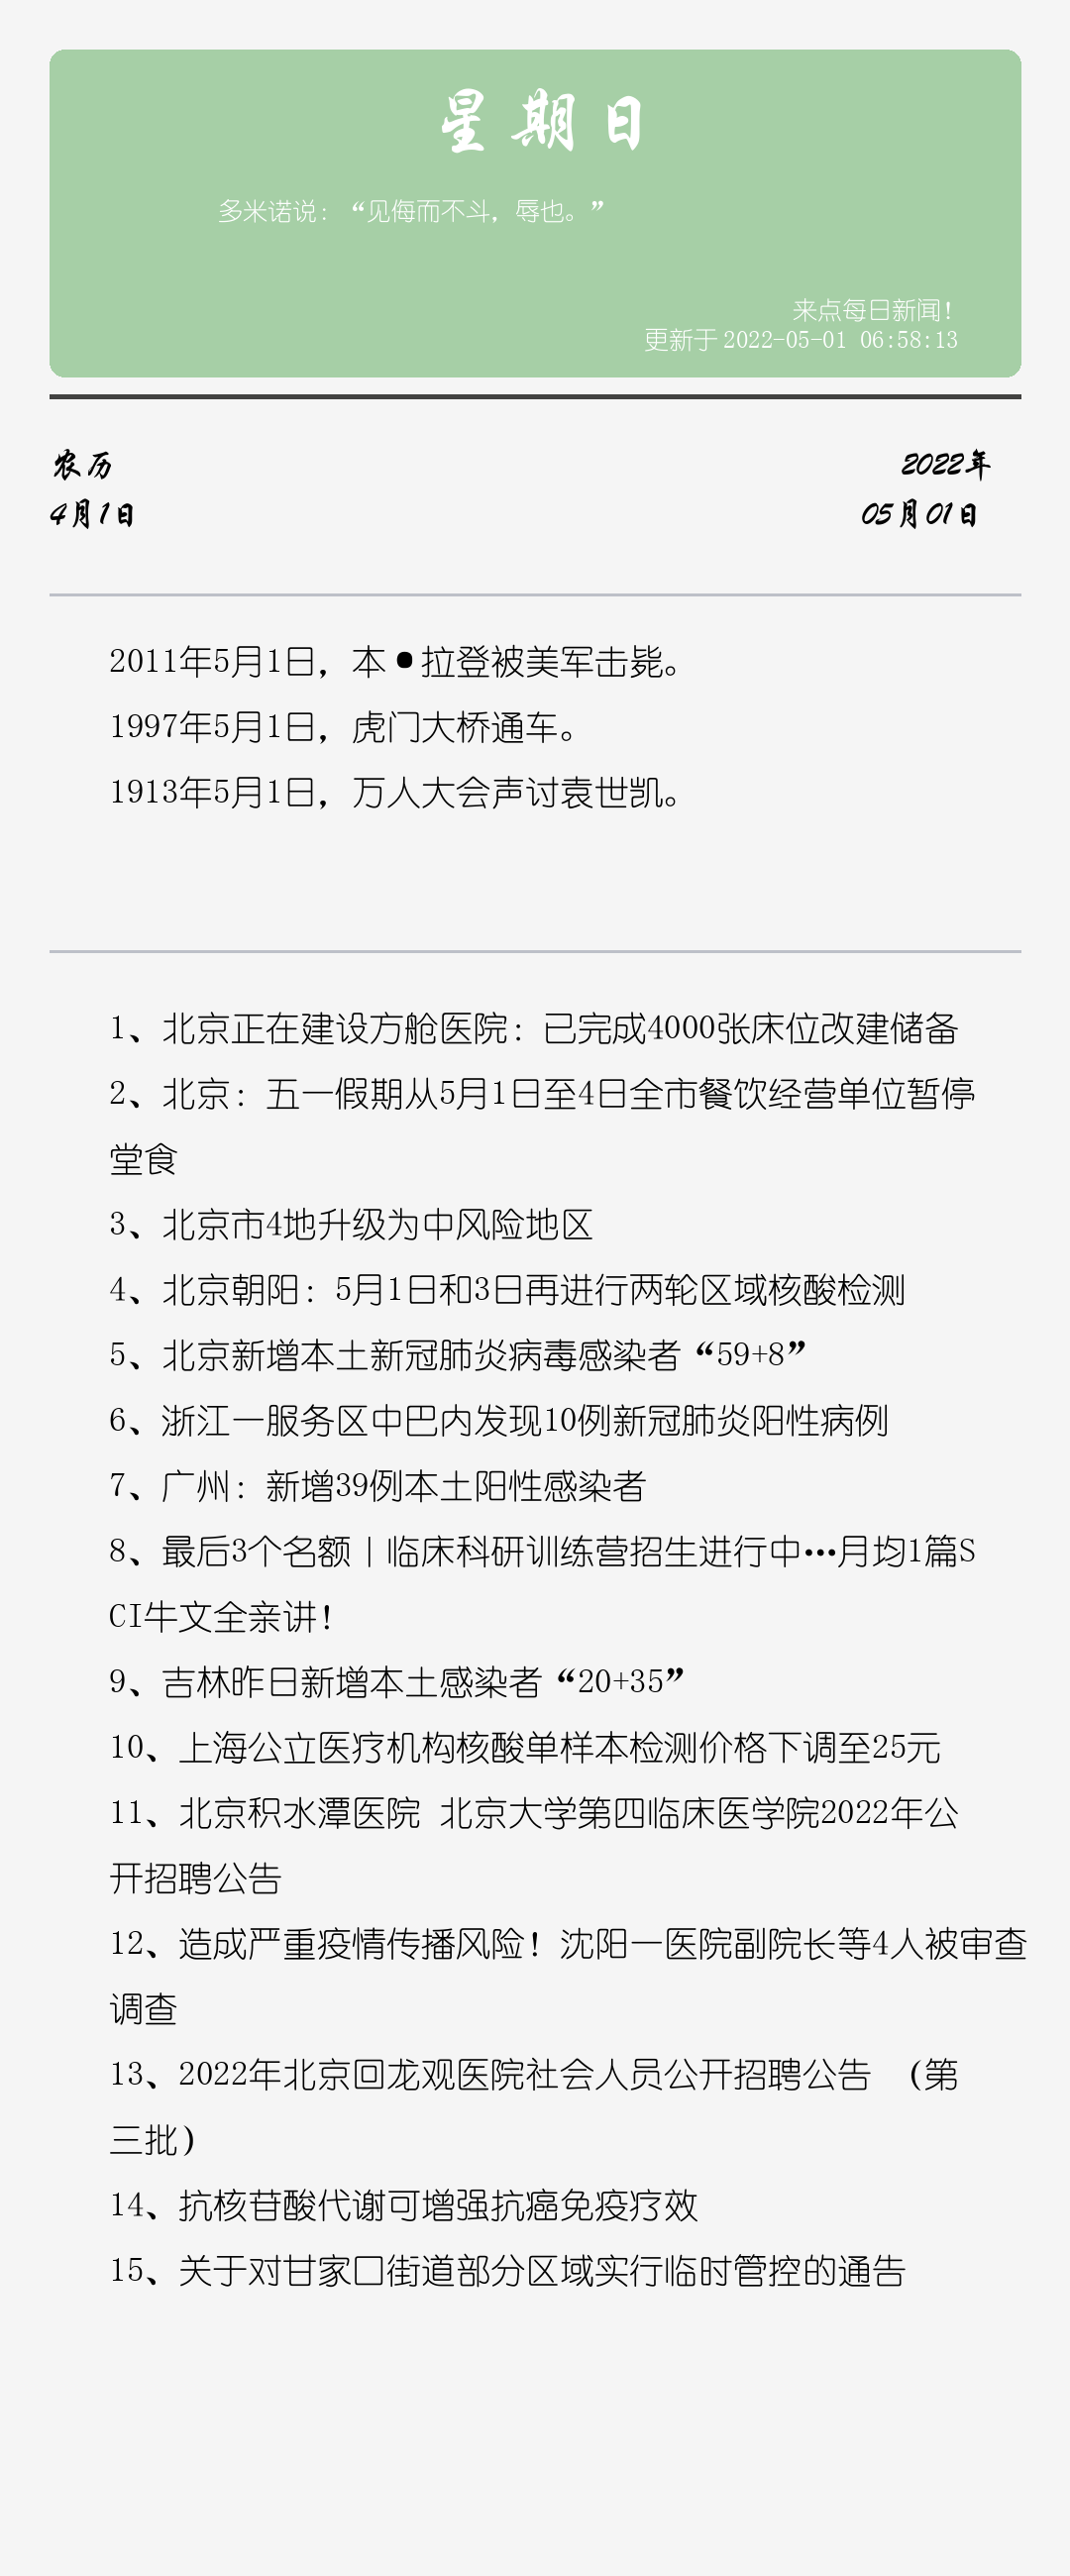 星期日
多米诺说：“见侮而不斗，辱也。”
来点每日新闻！
更新于 2022-05-01 06:58:13
农历
4月1日
2022年
05月01日
2011年5月1日，本•拉登被美军击毙。
1997年5月1日，虎门大桥通车。
1913年5月1日，万人大会声讨袁世凯。
1、北京正在建设方舱医院：已完成4000张床位改建储备
2、北京：五一假期从5月1日至4日全市餐饮经营单位暂停
堂食
3、北京市4地升级为中风险地区
4、北京朝阳：5月1日和3日再进行两轮区域核酸检测
5、北京新增本土新冠肺炎病毒感染者“59+8”
6、浙江一服务区中巴内发现10例新冠肺炎阳性病例
7、广州：新增39例本土阳性感染者
8、最后3个名额丨临床科研训练营招生进行中…月均1篇S
CI牛文全亲讲！
9、吉林昨日新增本土感染者“20+35”
10、上海公立医疗机构核酸单样本检测价格下调至25元
11、北京积水潭医院 北京大学第四临床医学院2022年公
开招聘公告
12、造成严重疫情传播风险！沈阳一医院副院长等4人被审查
调查
13、2022年北京回龙观医院社会人员公开招聘公告 （第
三批）
14、抗核苷酸代谢可增强抗癌免疫疗效
15、关于对甘家口街道部分区域实行临时管控的通告